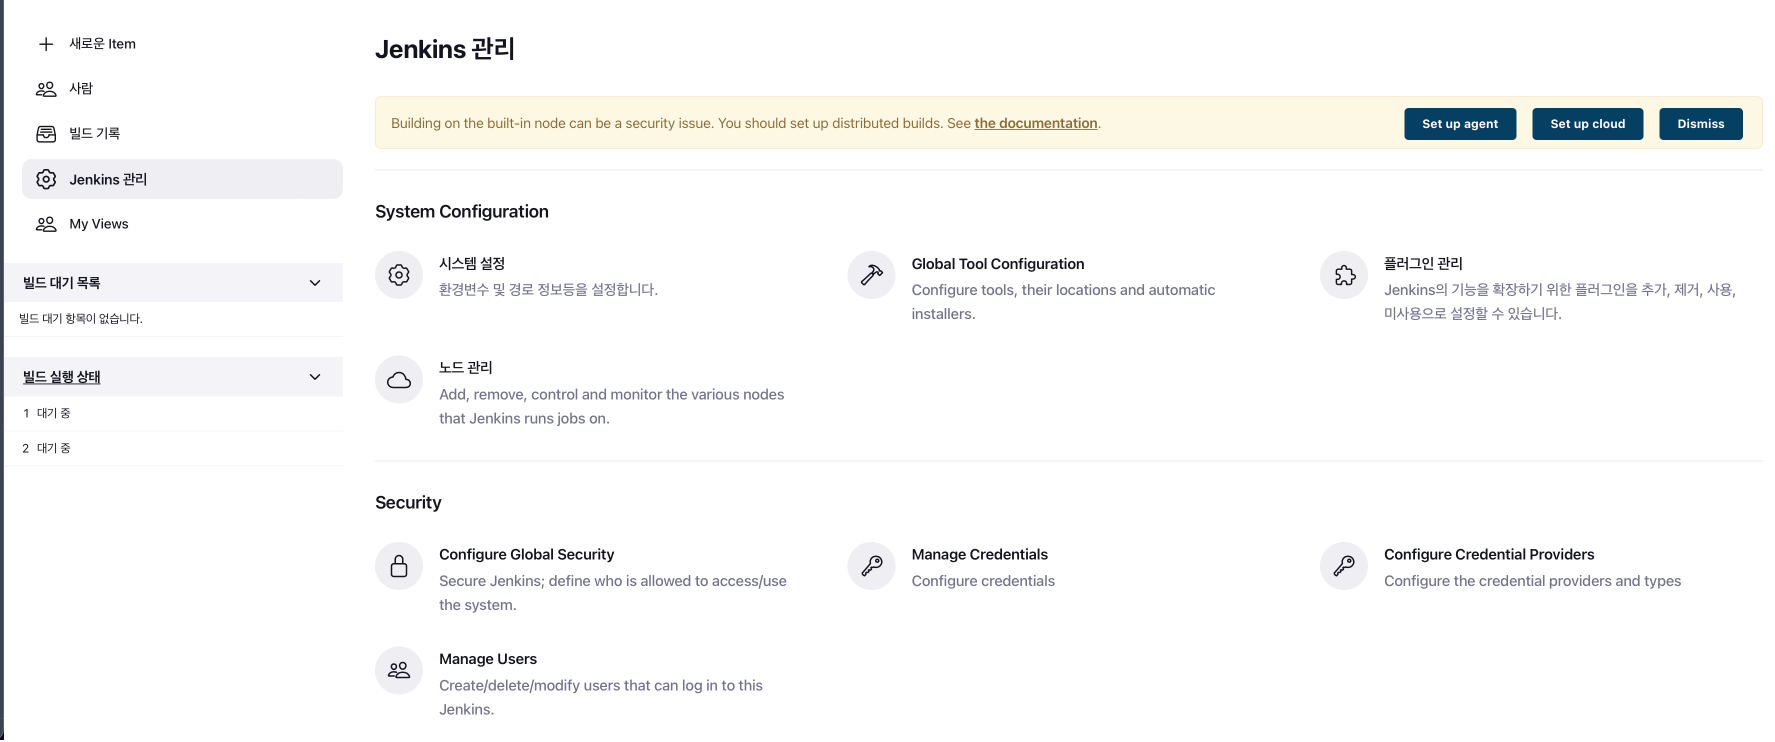 새로운 Item
사람
빌드 기록
Jenkins 관리
My Views
빌드 대기 목록
빌드 대기 항목이 없습니다.
빌드 실행 상태
1 대기 중
2 대기 중
Jenkins 관리
Building on the built-in node can be a security issue. You should set up distributed builds. See the documentation.
Set up agent
Set up cloud
Dismiss
System Configuration
시스템 설정
환경변수 및 경로 정보등을 설정합니다.
Global Tool Configuration
Configure tools, their locations and automatic
installers.
플러그인 관리
Jenkins의 기능을 확장하기 위한 플러그인을 추가, 제거, 사용,
미사용으로 설정할 수 있습니다.
노드 관리
Add, remove, control and monitor the various nodes
that Jenkins runs jobs on.
Security
Configure Global Security
Secure Jenkins; define who is allowed to access/use
the system.
Manage Credentials
Configure credentials
Configure Credential Providers
Configure the credential providers and types
Manage Users
Create/delete/modify users that can log in to this
Jenkins.